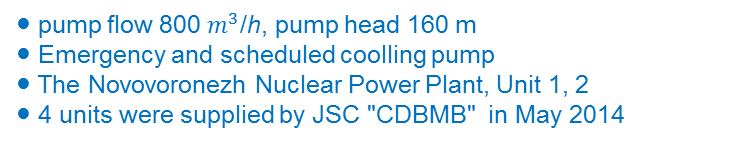 ● pump flow 800 m³/h, pump head 160 m
● Emergency and scheduled coolling pump
● The Novovoronezh Nuclear Power Plant, Unit 1, 2
● 4 units were supplied by JSC "CDBMB" in May 2014